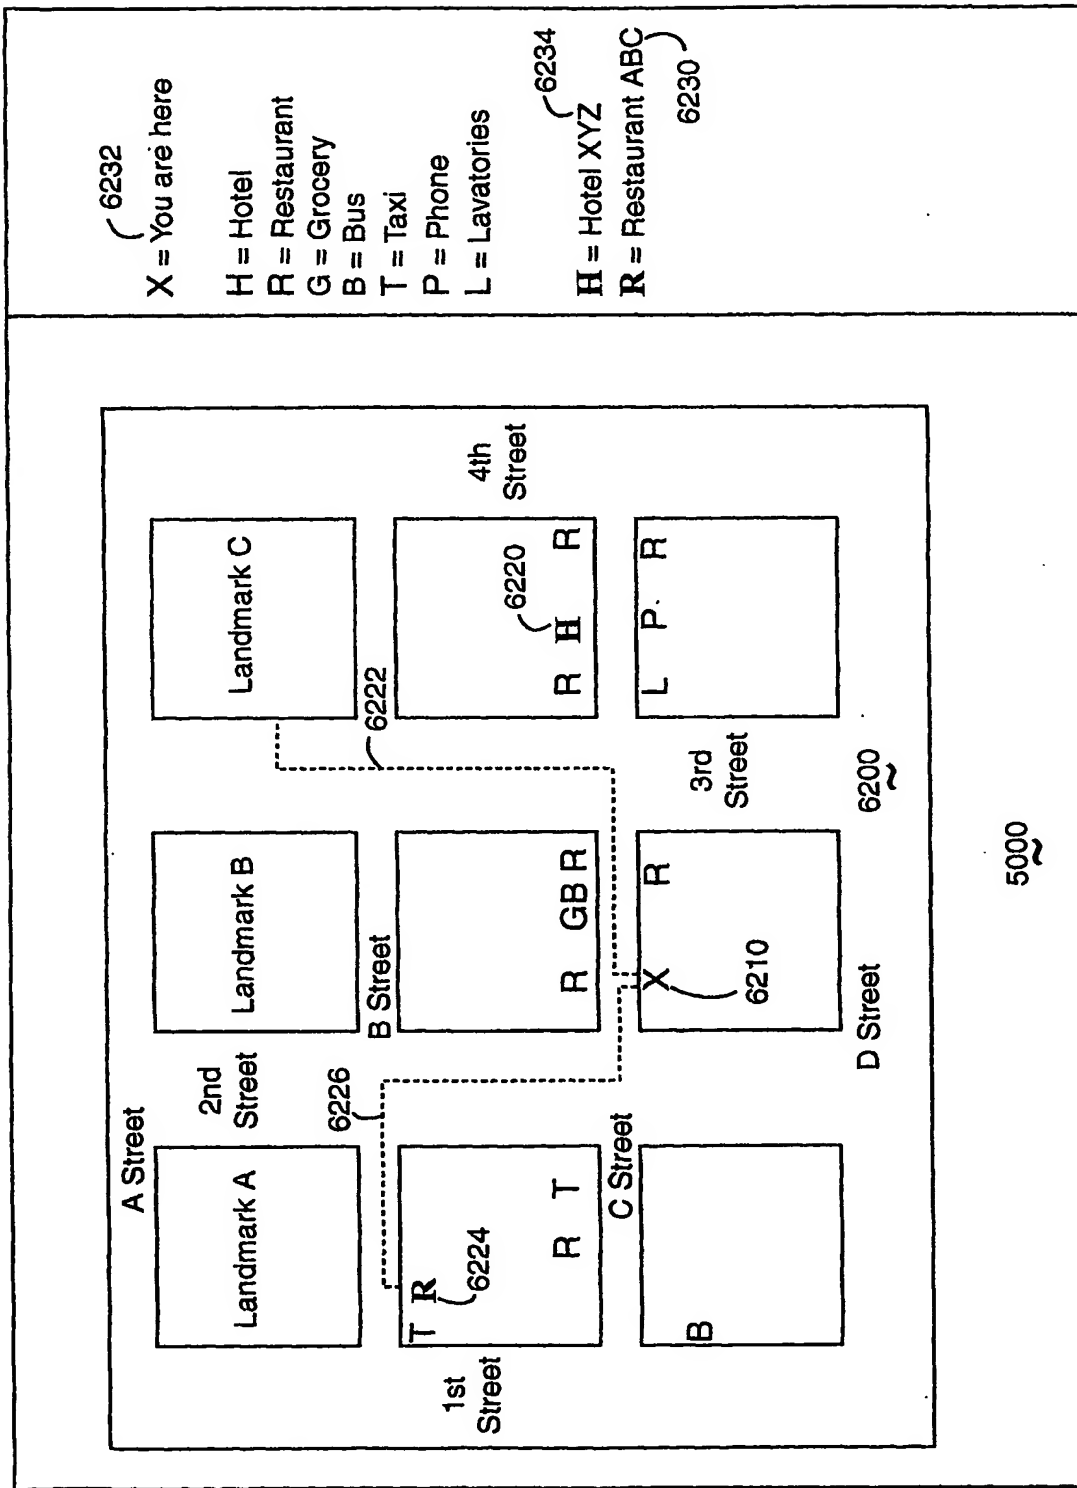 A Street
2nd
Street
Landmark A
Landmark B
Landmark C
6226
B Street
6222
T R
6224
1st
Street
4th
Street
6220
R T
R GB R
R H R
C Street
X R
L P R
B
6210
3rd
Street
D Street
6200
5000
6232
X = You are here
H = Hotel
R = Restaurant
G = Grocery
B = Bus
T = Taxi
P = Phone
L = Lavatories
6234
H = Hotel XYZ
R = Restaurant ABC
6230